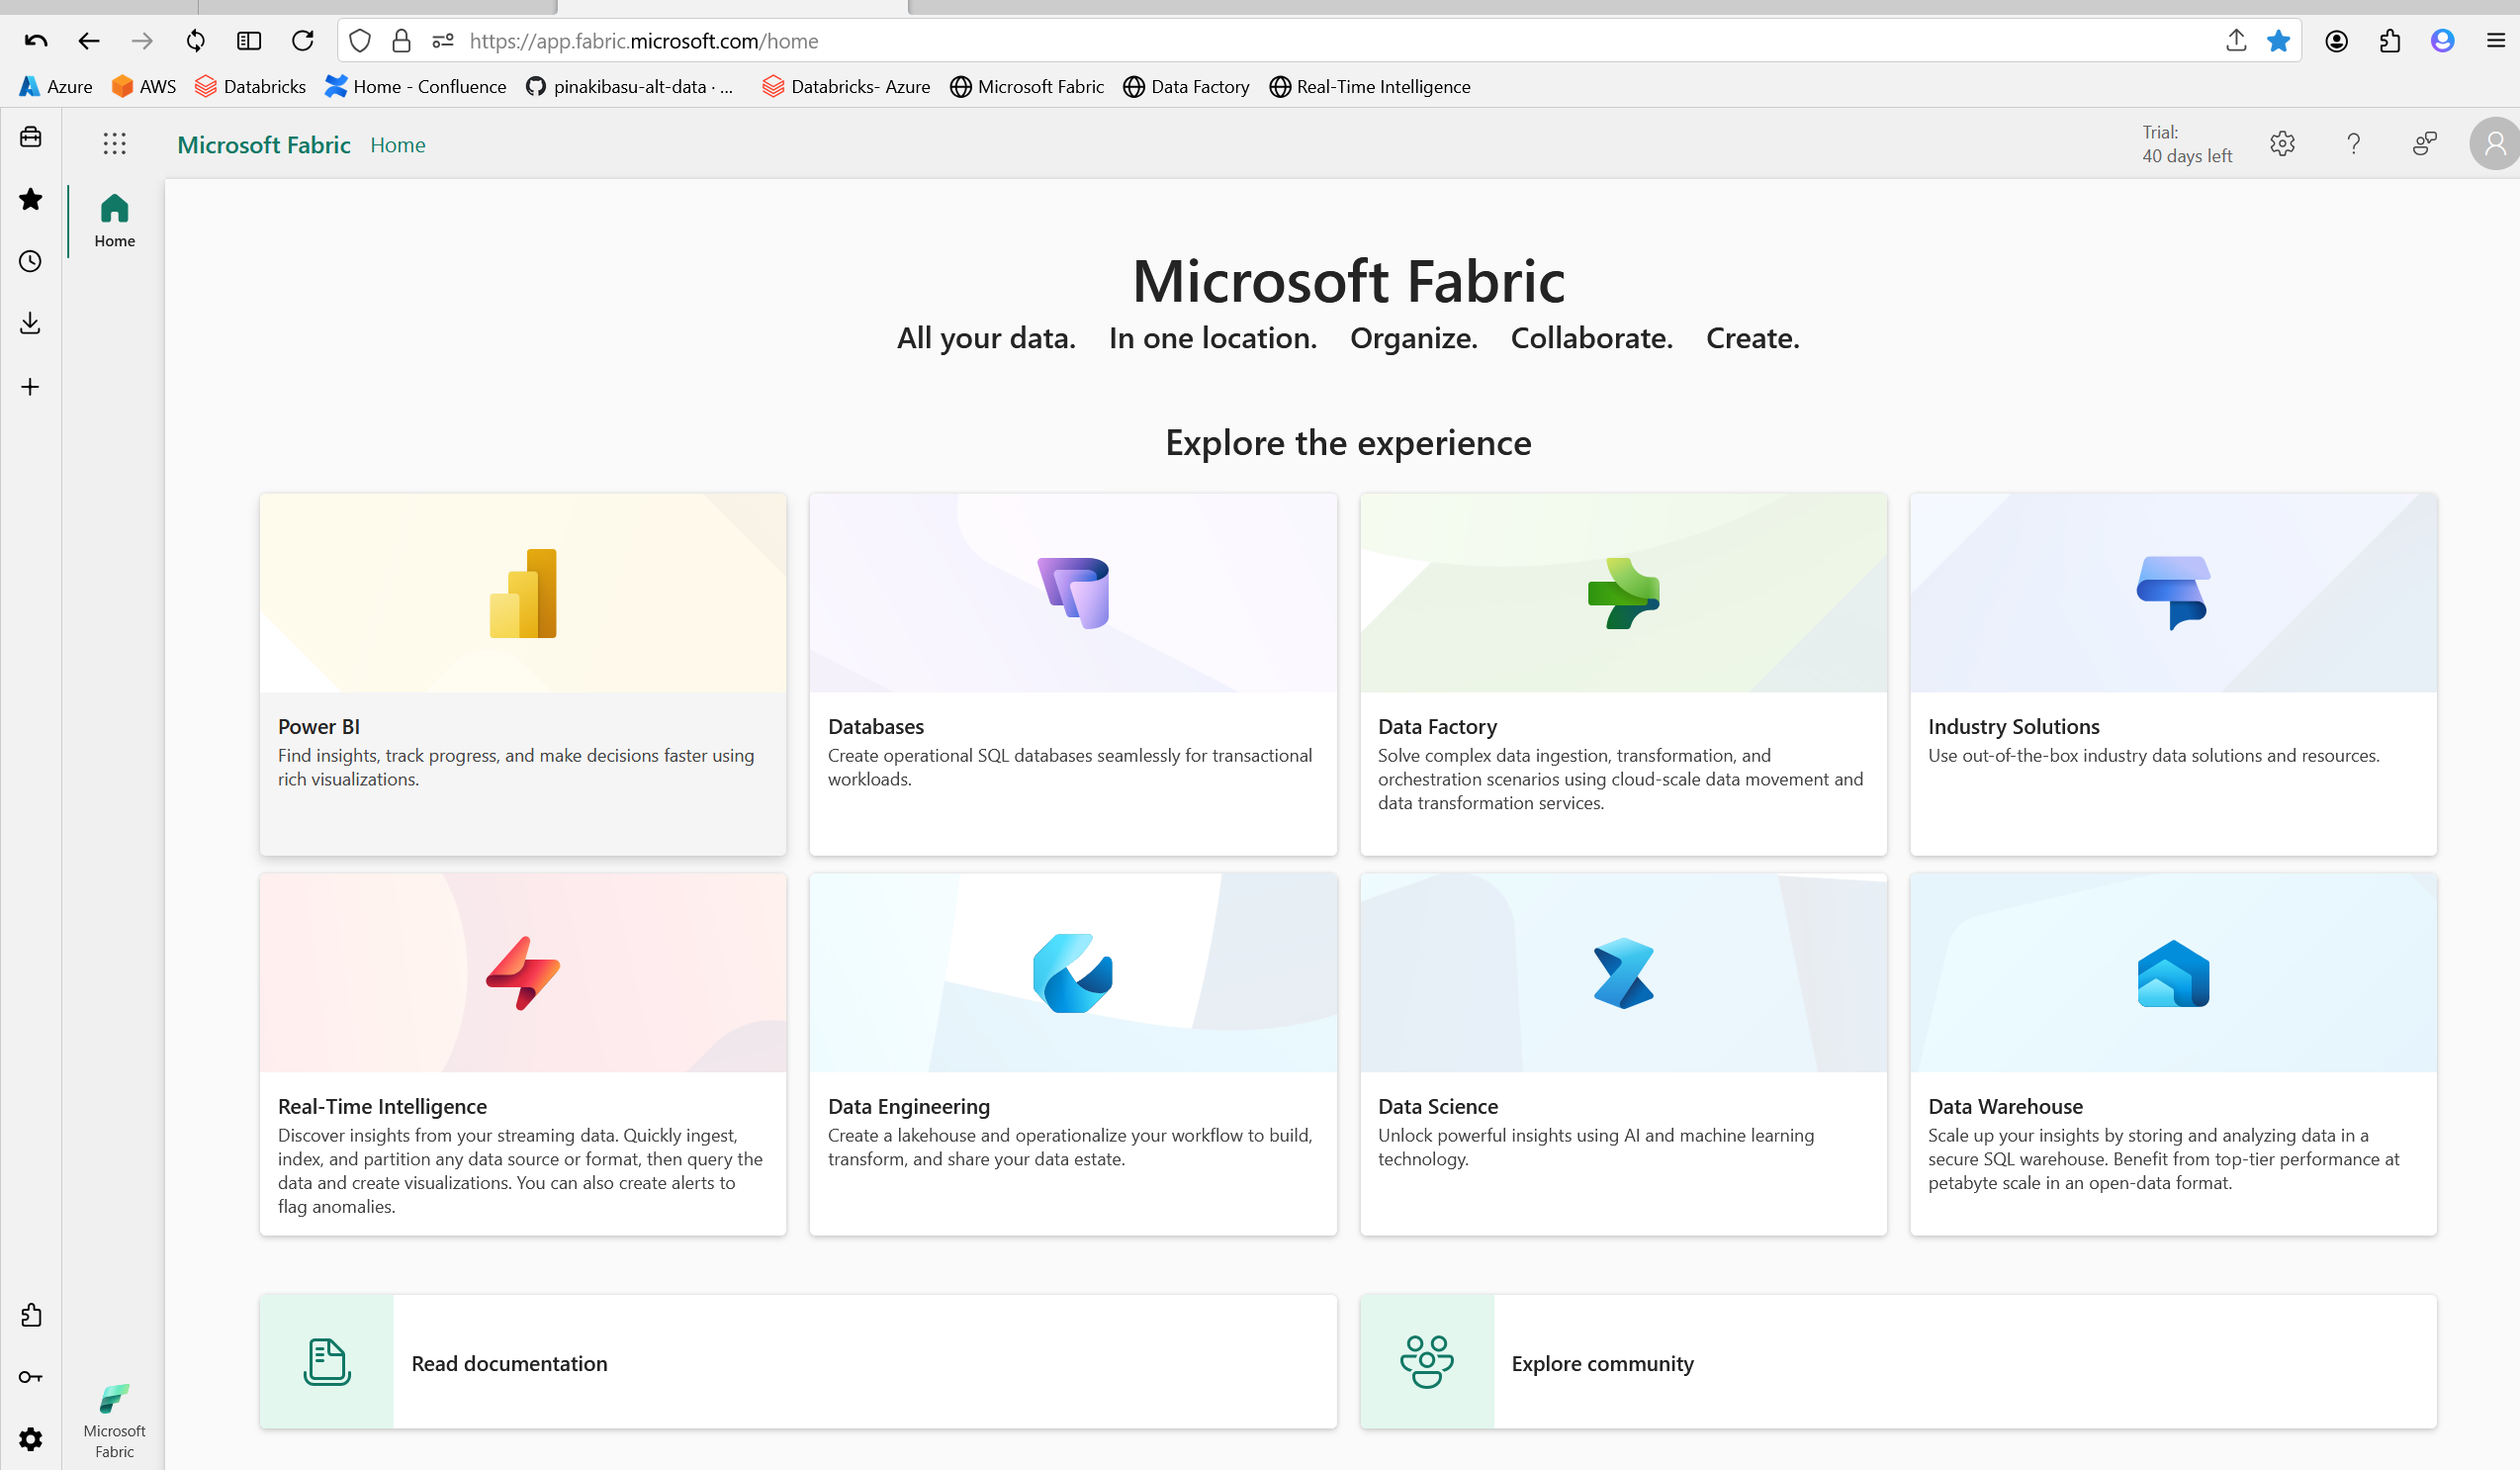 https://app.fabric.microsoft.com/home
Azure
AWS
Databricks
Home - Confluence
pinakibasu-alt-data · ...
Databricks- Azure
Microsoft Fabric
Data Factory
Real-Time Intelligence
Microsoft Fabric
Home
Trial:
40 days left
Home
Microsoft Fabric
All your data. In one location. Organize. Collaborate. Create.
Explore the experience
Power BI
Find insights, track progress, and make decisions faster using
rich visualizations.
Databases
Create operational SQL databases seamlessly for transactional
workloads.
Data Factory
Solve complex data ingestion, transformation, and
orchestration scenarios using cloud-scale data movement and
data transformation services.
Industry Solutions
Use out-of-the-box industry data solutions and resources.
Real-Time Intelligence
Discover insights from your streaming data. Quickly ingest,
index, and partition any data source or format, then query the
data and create visualizations. You can also create alerts to
flag anomalies.
Data Engineering
Create a lakehouse and operationalize your workflow to build,
transform, and share your data estate.
Data Science
Unlock powerful insights using AI and machine learning
technology.
Data Warehouse
Scale up your insights by storing and analyzing data in a
secure SQL warehouse. Benefit from top-tier performance at
petabyte scale in an open-data format.
Read documentation
Explore community
Microsoft
Fabric